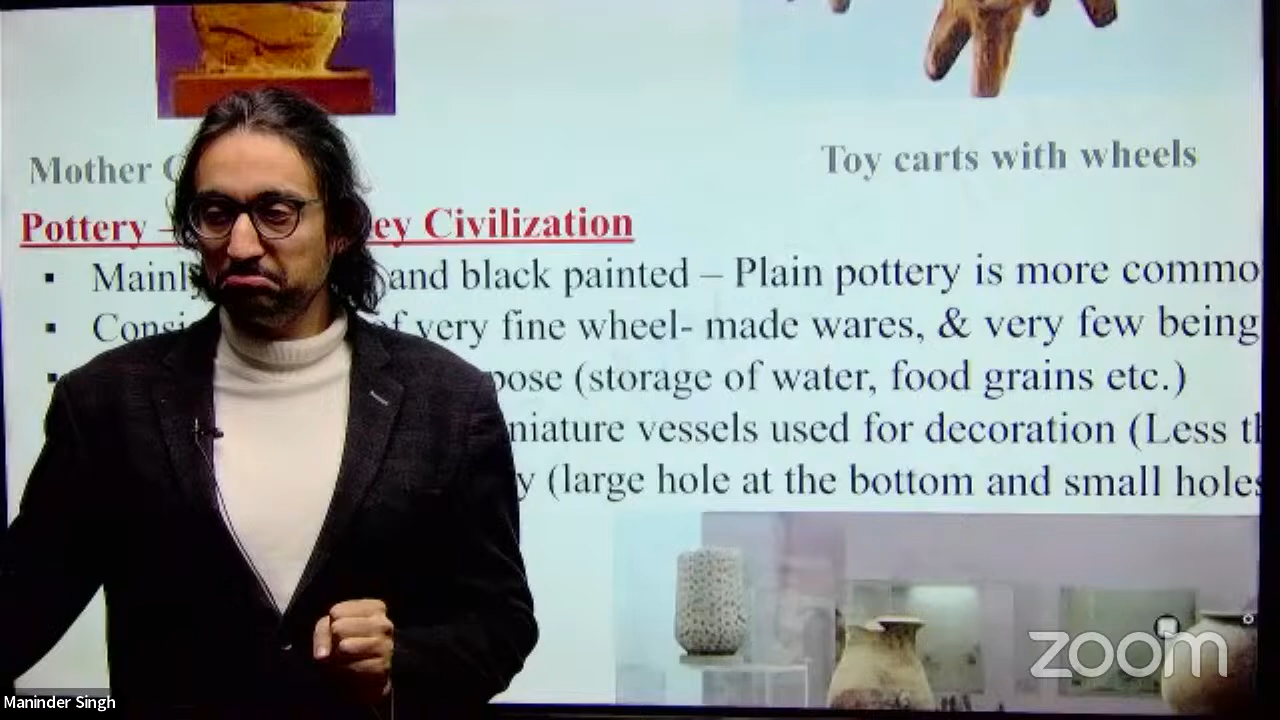 Mother
Toy carts with wheels
Pottery – ey Civilization
▪ Mainl and black painted – Plain pottery is more commo
▪ Consi f very fine wheel- made wares, & very few being
▪ pose (storage of water, food grains etc.)
niature vessels used for decoration (Less th
y (large hole at the bottom and small holes
zoom
Maninder Singh